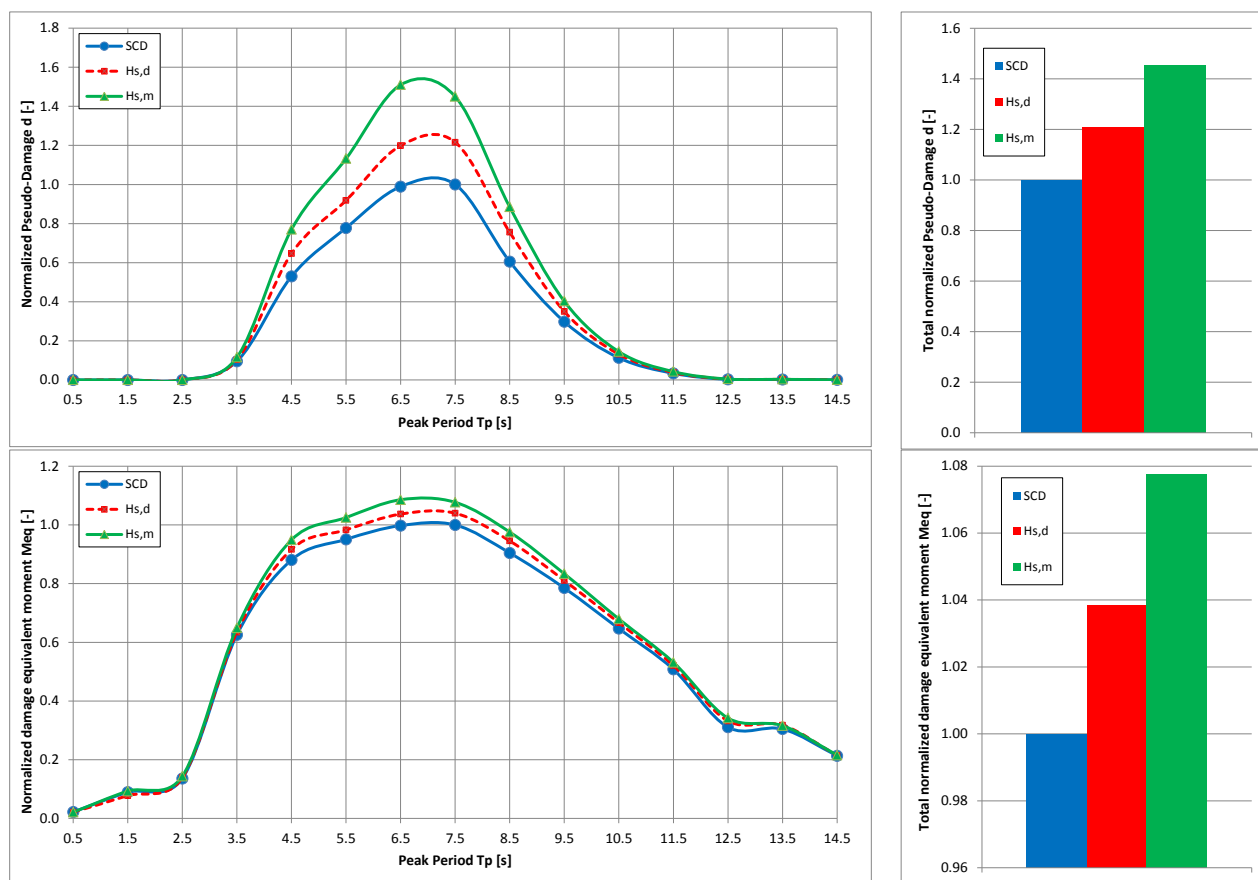 Normalized Pseudo-Damage d [-]
1.8
1.6
1.4
1.2
1.0
0.8
0.6
0.4
0.2
0.0
SCD
Hs,d
Hs,m
0.5 1.5 2.5 3.5 4.5 5.5 6.5 7.5 8.5 9.5 10.5 11.5 12.5 13.5 14.5
Peak Period Tp [s]
Total normalized Pseudo-Damage d [-]
1.6
1.4
1.2
1.0
0.8
0.6
0.4
0.2
0.0
SCD
Hs,d
Hs,m
Normalized damage equivalent moment Meq [-]
1.2
1.0
0.8
0.6
0.4
0.2
0.0
SCD
Hs,d
Hs,m
0.5 1.5 2.5 3.5 4.5 5.5 6.5 7.5 8.5 9.5 10.5 11.5 12.5 13.5 14.5
Peak Period Tp [s]
Total normalized damage equivalent moment Meq [-]
1.08
1.06
1.04
1.02
1.00
0.98
0.96
SCD
Hs,d
Hs,m